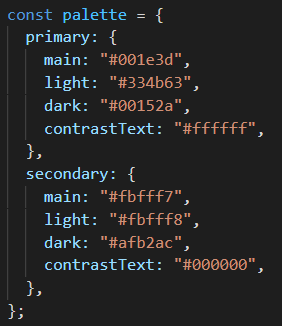 const palette = {
  primary: {
    main: "#001e3d",
    light: "#334b63",
    dark: "#00152a",
    contrastText: "#ffffff",
  },
  secondary: {
    main: "#fbfff7",
    light: "#fbfff8",
    dark: "#afb2ac",
    contrastText: "#000000",
  },
};